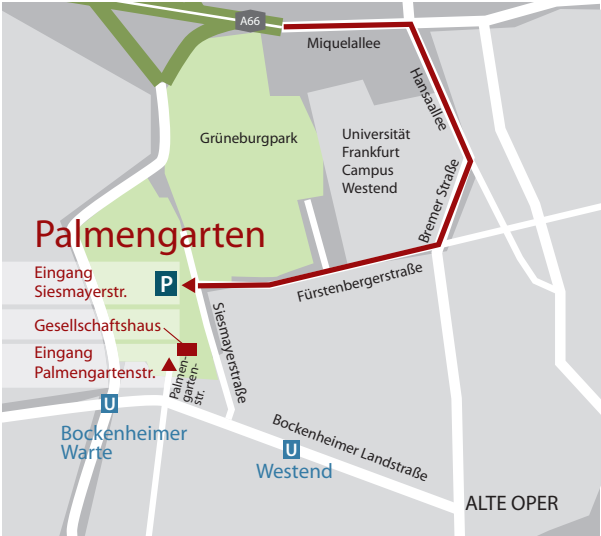 A66
Miquelallee
Hansaallee
Grüneburgpark
Universität
Frankfurt
Campus
Westend
Bremer Straße
Palmengarten
Eingang
Siesmayerstr.
P
Fürstenbergerstraße
Siesmayerstraße
Gesellschaftshaus
Eingang
Palmengartenstr.
Palmen-
garten-
str.
U
Bockenheimer
Warte
Bockenheimer Landstraße
U
Westend
ALTE OPER